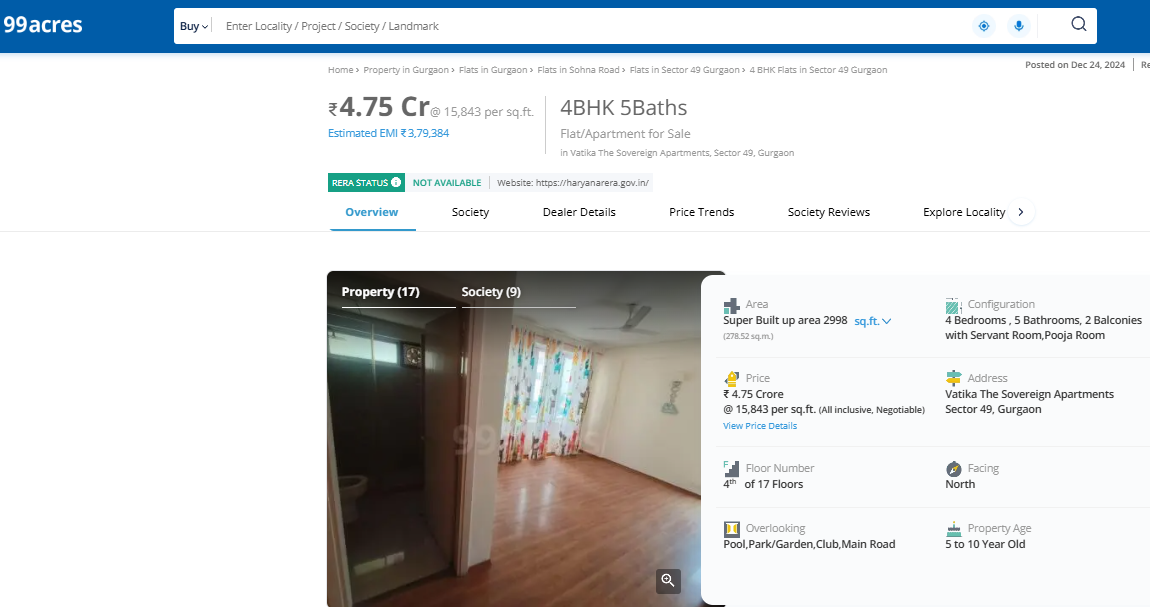 99acres
Buy
Enter Locality / Project / Society / Landmark
Home › Property in Gurgaon › Flats in Gurgaon › Flats in Sohna Road › Flats in Sector 49 Gurgaon › 4 BHK Flats in Sector 49 Gurgaon
Posted on Dec 24, 2024 | Re
₹4.75 Cr @ 15,843 per sq.ft.
Estimated EMI ₹3,79,384
4BHK 5Baths
Flat/Apartment for Sale
in Vatika The Sovereign Apartments, Sector 49, Gurgaon
RERA STATUS NOT AVAILABLE Website: https://haryanarera.gov.in/
Overview Society Dealer Details Price Trends Society Reviews Explore Locality
Property (17) Society (9)
Area
Super Built up area 2998 sq.ft.
(278.52 sq.m.)
Configuration
4 Bedrooms , 5 Bathrooms, 2 Balconies
with Servant Room,Pooja Room
Price
₹ 4.75 Crore
@ 15,843 per sq.ft. (All inclusive, Negotiable)
View Price Details
Address
Vatika The Sovereign Apartments
Sector 49, Gurgaon
Floor Number
4th of 17 Floors
Facing
North
Overlooking
Pool,Park/Garden,Club,Main Road
Property Age
5 to 10 Year Old